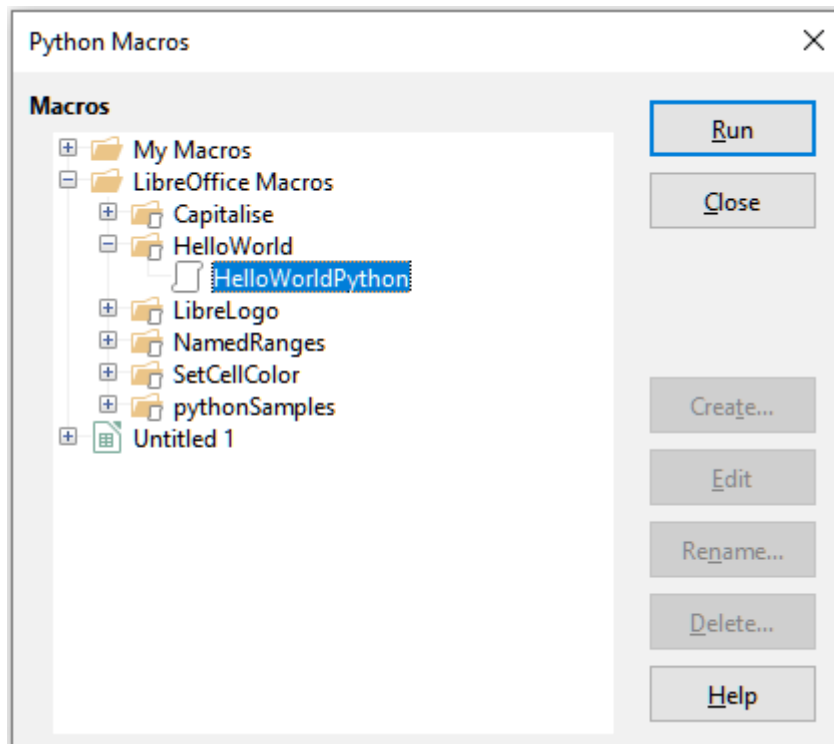 Python Macros
Macros
My Macros
LibreOffice Macros
Capitalise
HelloWorld
HelloWorldPython
LibreLogo
NamedRanges
SetCellColor
pythonSamples
Untitled 1
Run
Close
Create...
Edit
Rename...
Delete...
Help